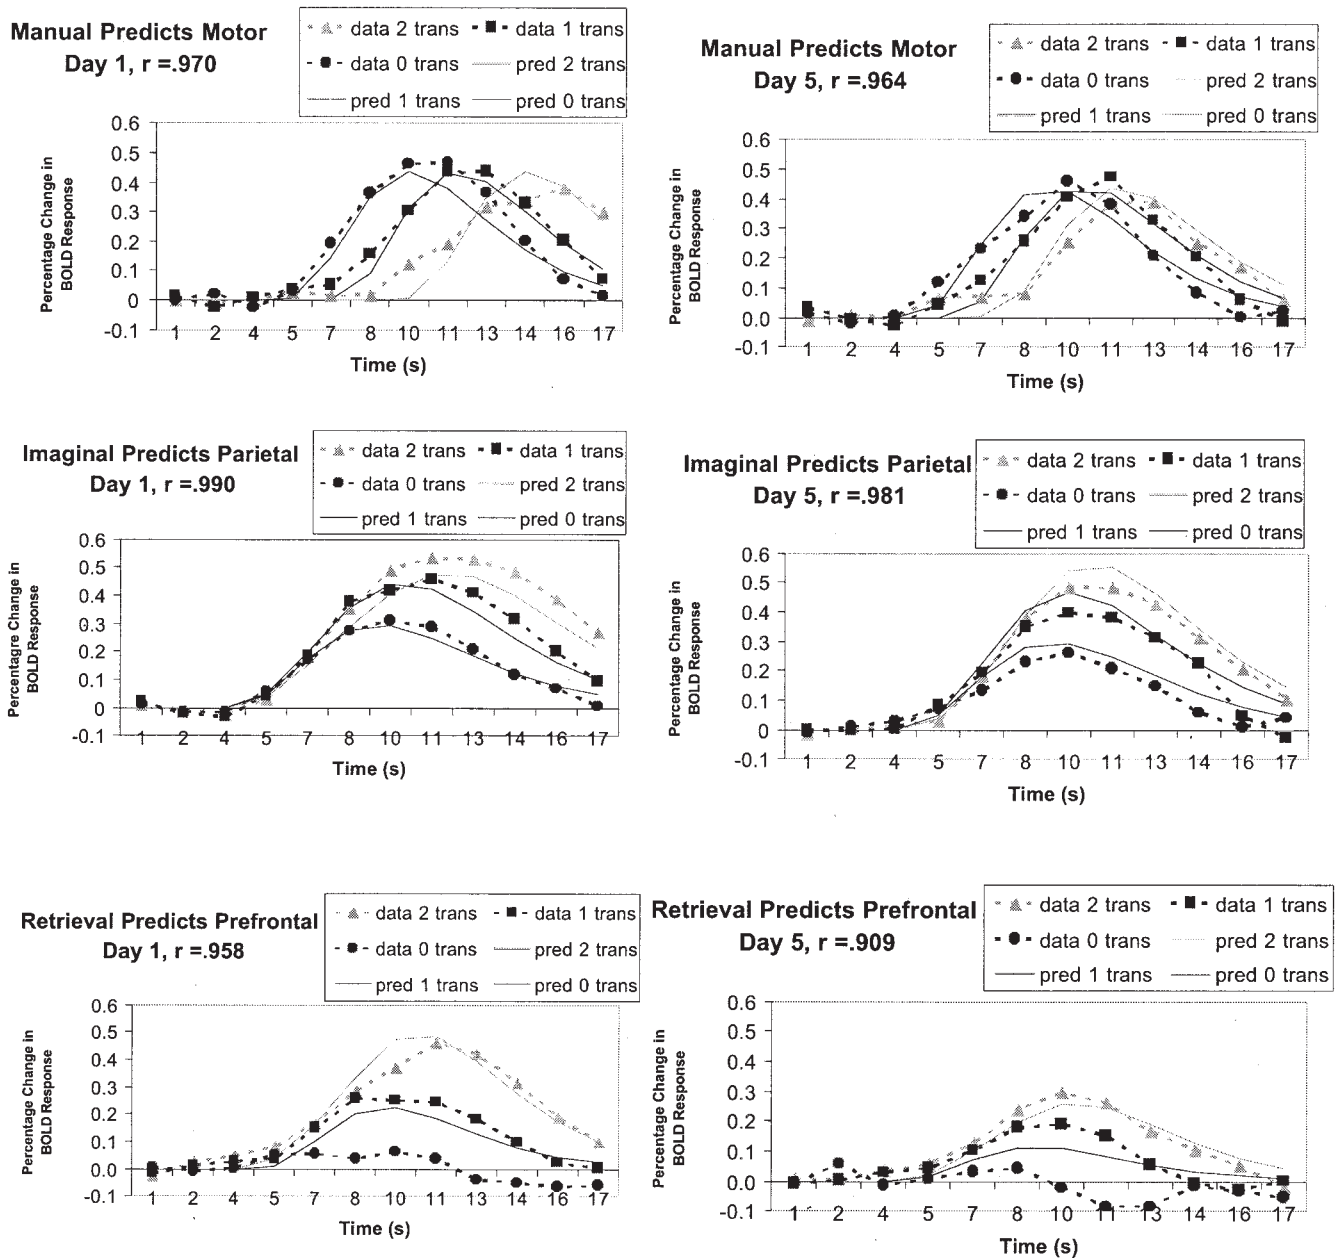 Manual Predicts Motor
Day 1, r =.970
data 2 trans
data 1 trans
data 0 trans
pred 2 trans
pred 1 trans
pred 0 trans
Percentage Change in
BOLD Response
0.6
0.5
0.4
0.3
0.2
0.1
0
-0.1
1 2 4 5 7 8 10 11 13 14 16 17
Time (s)
Manual Predicts Motor
Day 5, r =.964
data 2 trans
data 1 trans
data 0 trans
pred 2 trans
pred 1 trans
pred 0 trans
Percentage Change in
BOLD Response
0.6
0.5
0.4
0.3
0.2
0.1
0.0
-0.1
1 2 4 5 7 8 10 11 13 14 16 17
Time (s)
Imaginal Predicts Parietal
Day 1, r =.990
data 2 trans
data 1 trans
data 0 trans
pred 2 trans
pred 1 trans
pred 0 trans
Percentagre Change in
BOLD Response
0.6
0.5
0.4
0.3
0.2
0.1
0
-0.1
1 2 4 5 7 8 10 11 13 14 16 17
Time (s)
Imaginal Predicts Parietal
Day 5, r =.981
data 2 trans
data 1 trans
data 0 trans
pred 2 trans
pred 1 trans
pred 0 trans
Percentage Change in
BOLD Response
0.6
0.5
0.4
0.3
0.2
0.1
0
-0.1
1 2 4 5 7 8 10 11 13 14 16 17
Time (s)
Retrieval Predicts Prefrontal
Day 1, r =.958
data 2 trans
data 1 trans
data 0 trans
pred 2 trans
pred 1 trans
pred 0 trans
Percentage Change in
BOLD Response
0.6
0.5
0.4
0.3
0.2
0.1
0.0
-0.1
1 2 4 5 7 8 10 11 13 14 16 17
Time (s)
Retrieval Predicts Prefrontal
Day 5, r =.909
data 2 trans
data 1 trans
data 0 trans
pred 2 trans
pred 1 trans
pred 0 trans
Percentage Change in
BOLD Response
0.6
0.5
0.4
0.3
0.2
0.1
0.0
-0.1
1 2 4 5 7 8 10 11 13 14 16 17
Time (s)